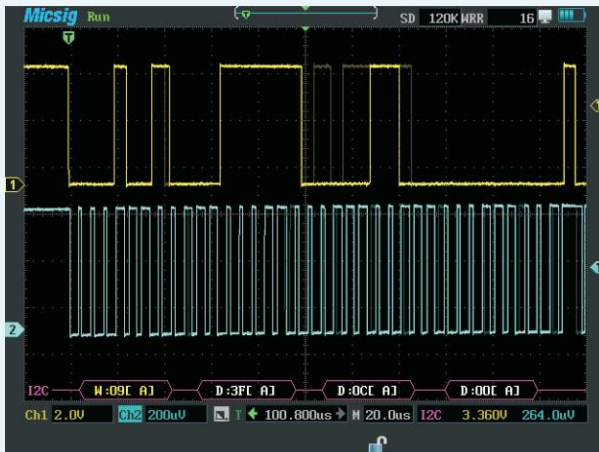 Micsig Run SD 120K WRR 16
T
T
1
T
2
I2C W:09[ A] D:3F[ A] D:0C[ A] D:00[ A]
Ch1 2.0V Ch2 200uV T 100.800us M 20.0us I2C 3.360V 264.0uV